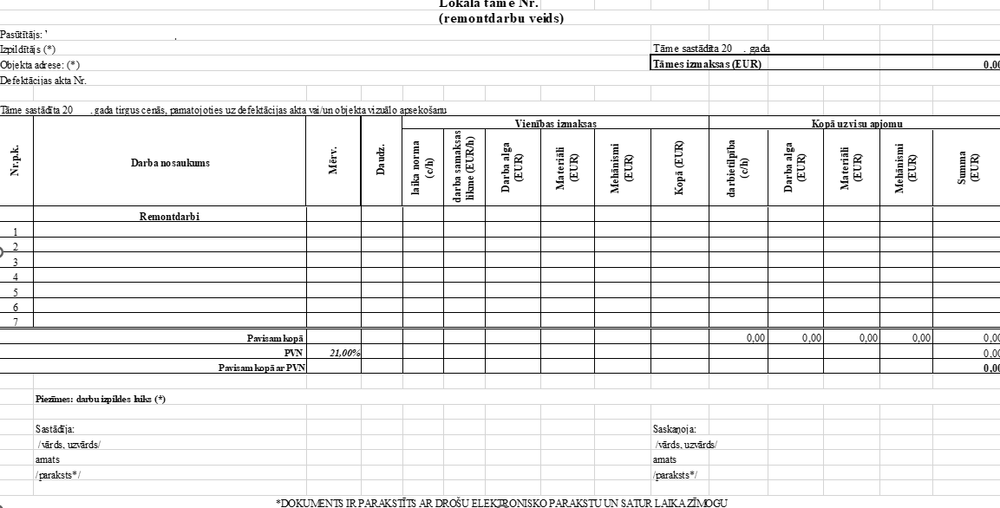 Lokālā tāme Nr.
(remontdarbu veids)
Pasūtītājs: '
Izpildītājs (*)
Tāme sastādīta 20 . gada
Objekta adrese: (*)
Tāmes izmaksas (EUR) 0,00
Defektācijas akta Nr.
Tāme sastādīta 20 . gada tirgus cenās, pamatojoties uz defektācijas akta vai/un objekta vizuālo apsekošanu
Nr.p.k.
Darba nosaukums
Mērv.
Daudz.
Vienības izmaksas
laika norma (c/h)
darba samaksas likme (EUR/h)
Darba alga (EUR)
Materiāli (EUR)
Mehānismi (EUR)
Kopā (EUR)
Kopā uz visu apjomu
darbietilpība (c/h)
Darba alga (EUR)
Materiāli (EUR)
Mehānismi (EUR)
Summa (EUR)
Remontdarbi
1
2
3
4
5
6
7
Pavisam kopā 0,00 0,00 0,00 0,00 0,00
PVN 21,00% 0,00
Pavisam kopā ar PVN 0,00
Piezīmes: darbu izpildes laiks (*)
Sastādīja:
/vārds, uzvārds/
amats
/paraksts*/
Saskaņoja:
/vārds, uzvārds/
amats
/paraksts*/
*DOKUMENTS IR PARAKSTĪTS AR DROŠU ELEKTRONISKO PARAKSTU UN SATUR LAIKA ZĪMOGU